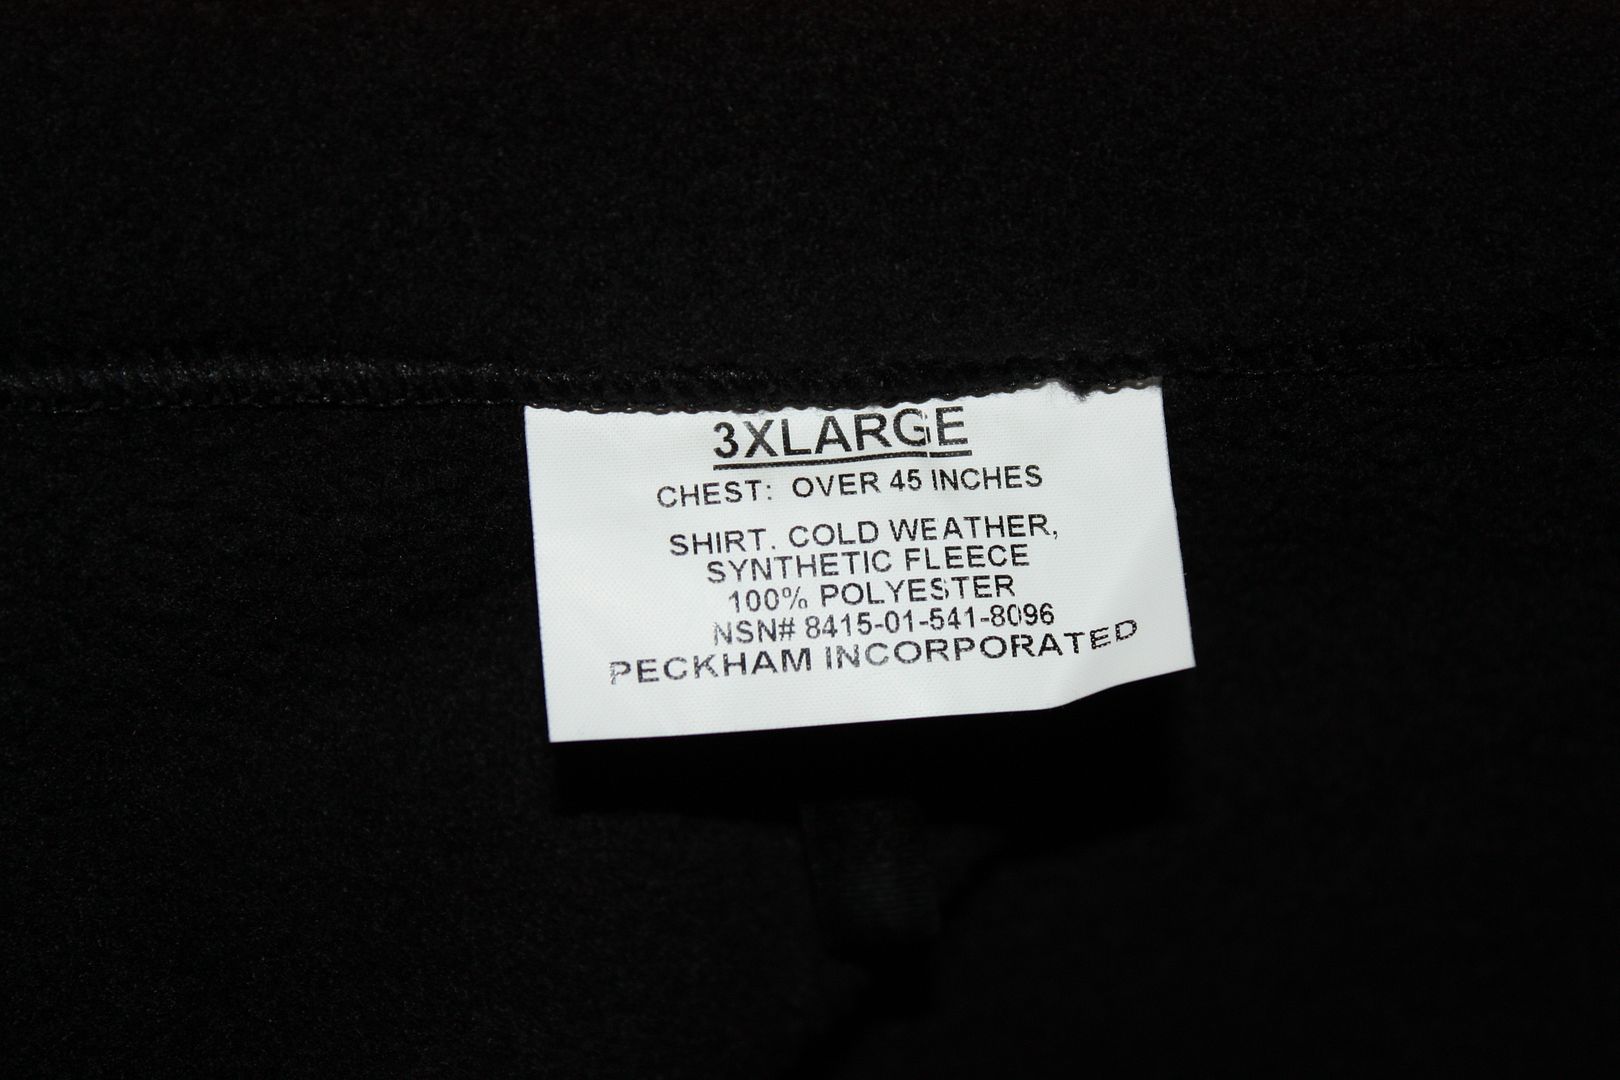 3XLARGE
CHEST: OVER 45 INCHES
SHIRT. COLD WEATHER,
SYNTHETIC FLEECE
100% POLYESTER
NSN# 8415-01-541-8096
PECKHAM INCORPORATED